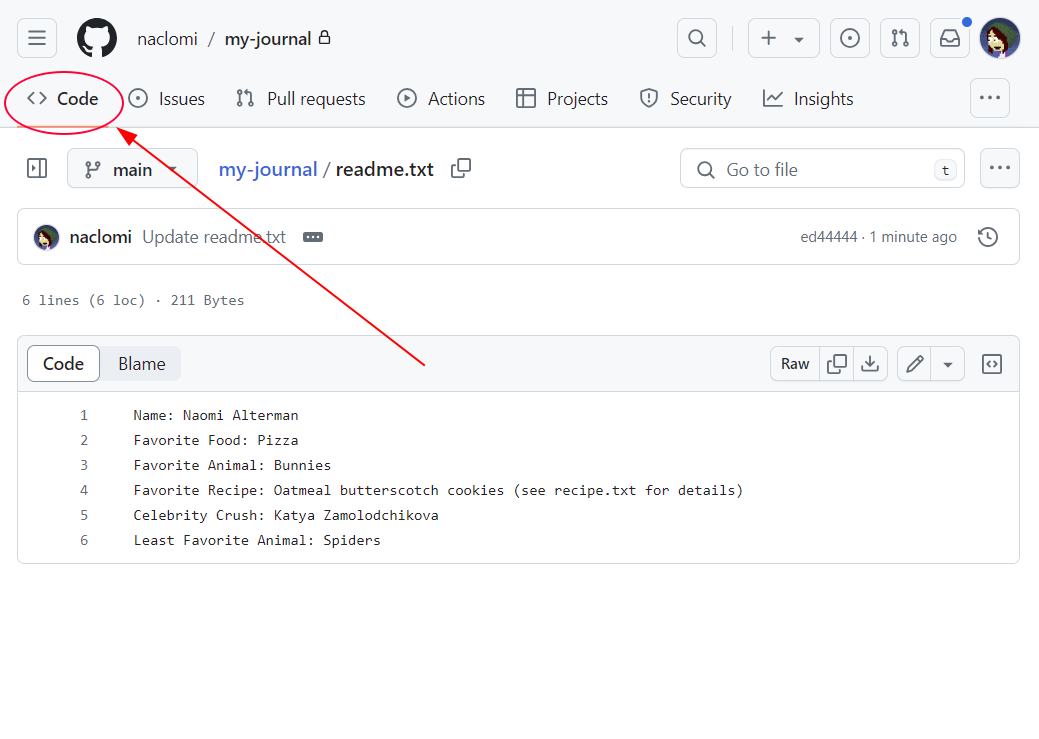 naclomi / my-journal
Code Issues Pull requests Actions Projects Security Insights
main my-journal / readme.txt Go to file t
naclomi Update readme.txt ed44444 · 1 minute ago
6 lines (6 loc) · 211 Bytes
Code Blame Raw
1 Name: Naomi Alterman
2 Favorite Food: Pizza
3 Favorite Animal: Bunnies
4 Favorite Recipe: Oatmeal butterscotch cookies (see recipe.txt for details)
5 Celebrity Crush: Katya Zamolodchikova
6 Least Favorite Animal: Spiders